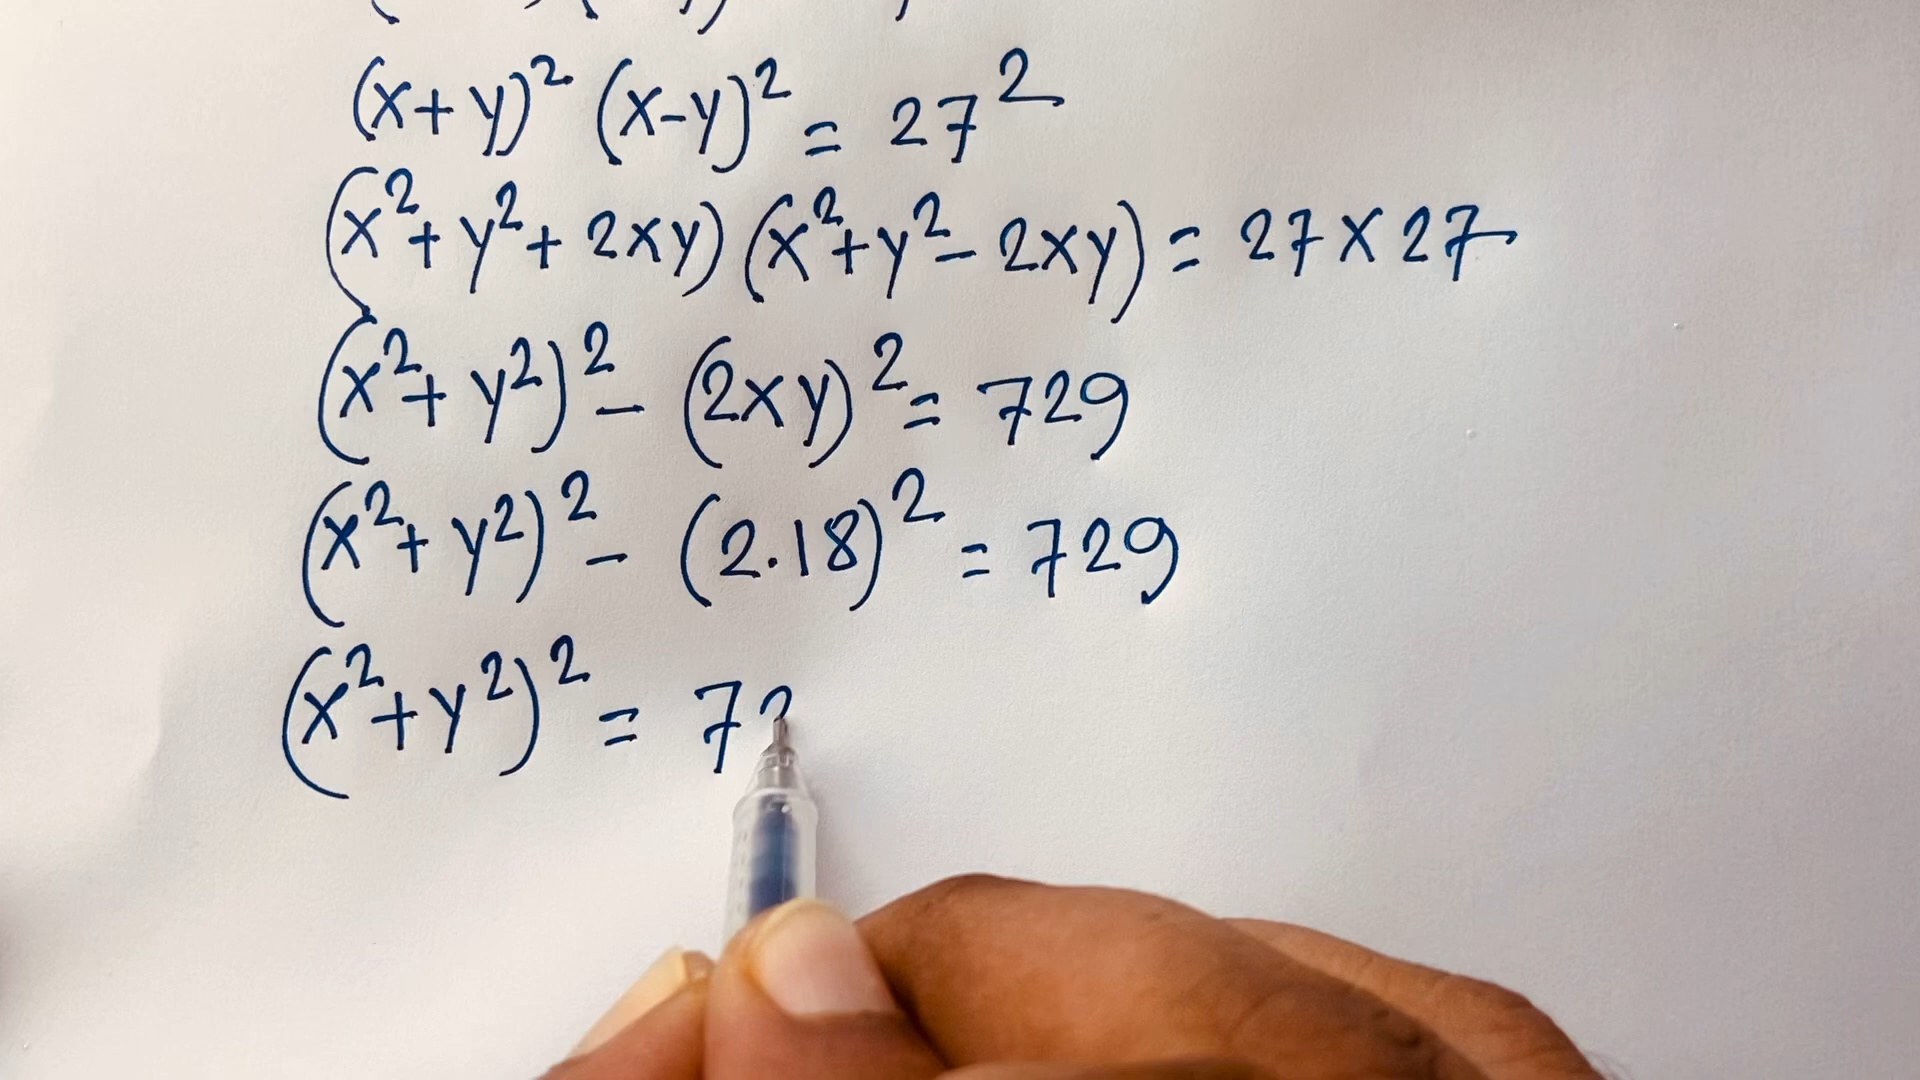 (x+y)² (x-y)² = 27²
(x²+y²+2xy) (x²+y²-2xy) = 27×27
(x²+y²)² - (2xy)² = 729
(x²+y²)² - (2.18)² = 729
(x²+y²)² = 72